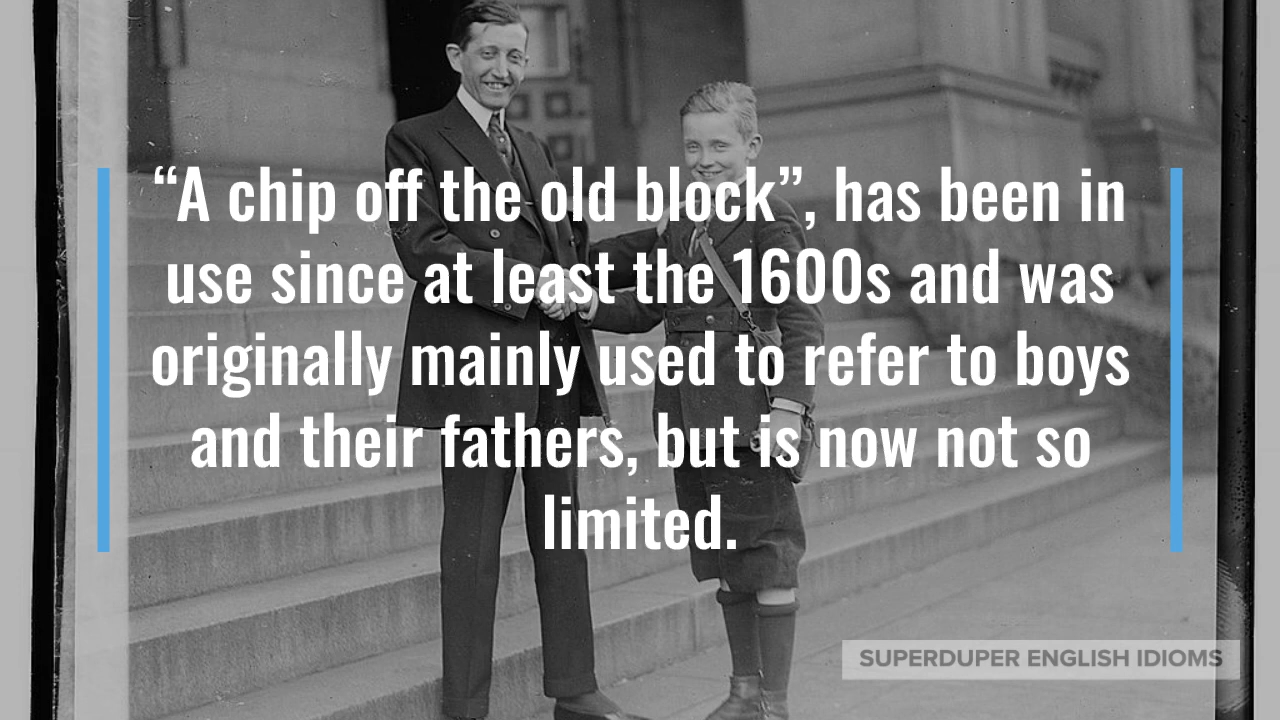 “A chip off the old block”, has been in
use since at least the 1600s and was
originally mainly used to refer to boys
and their fathers, but is now not so
limited.
SUPERDUPER ENGLISH IDIOMS